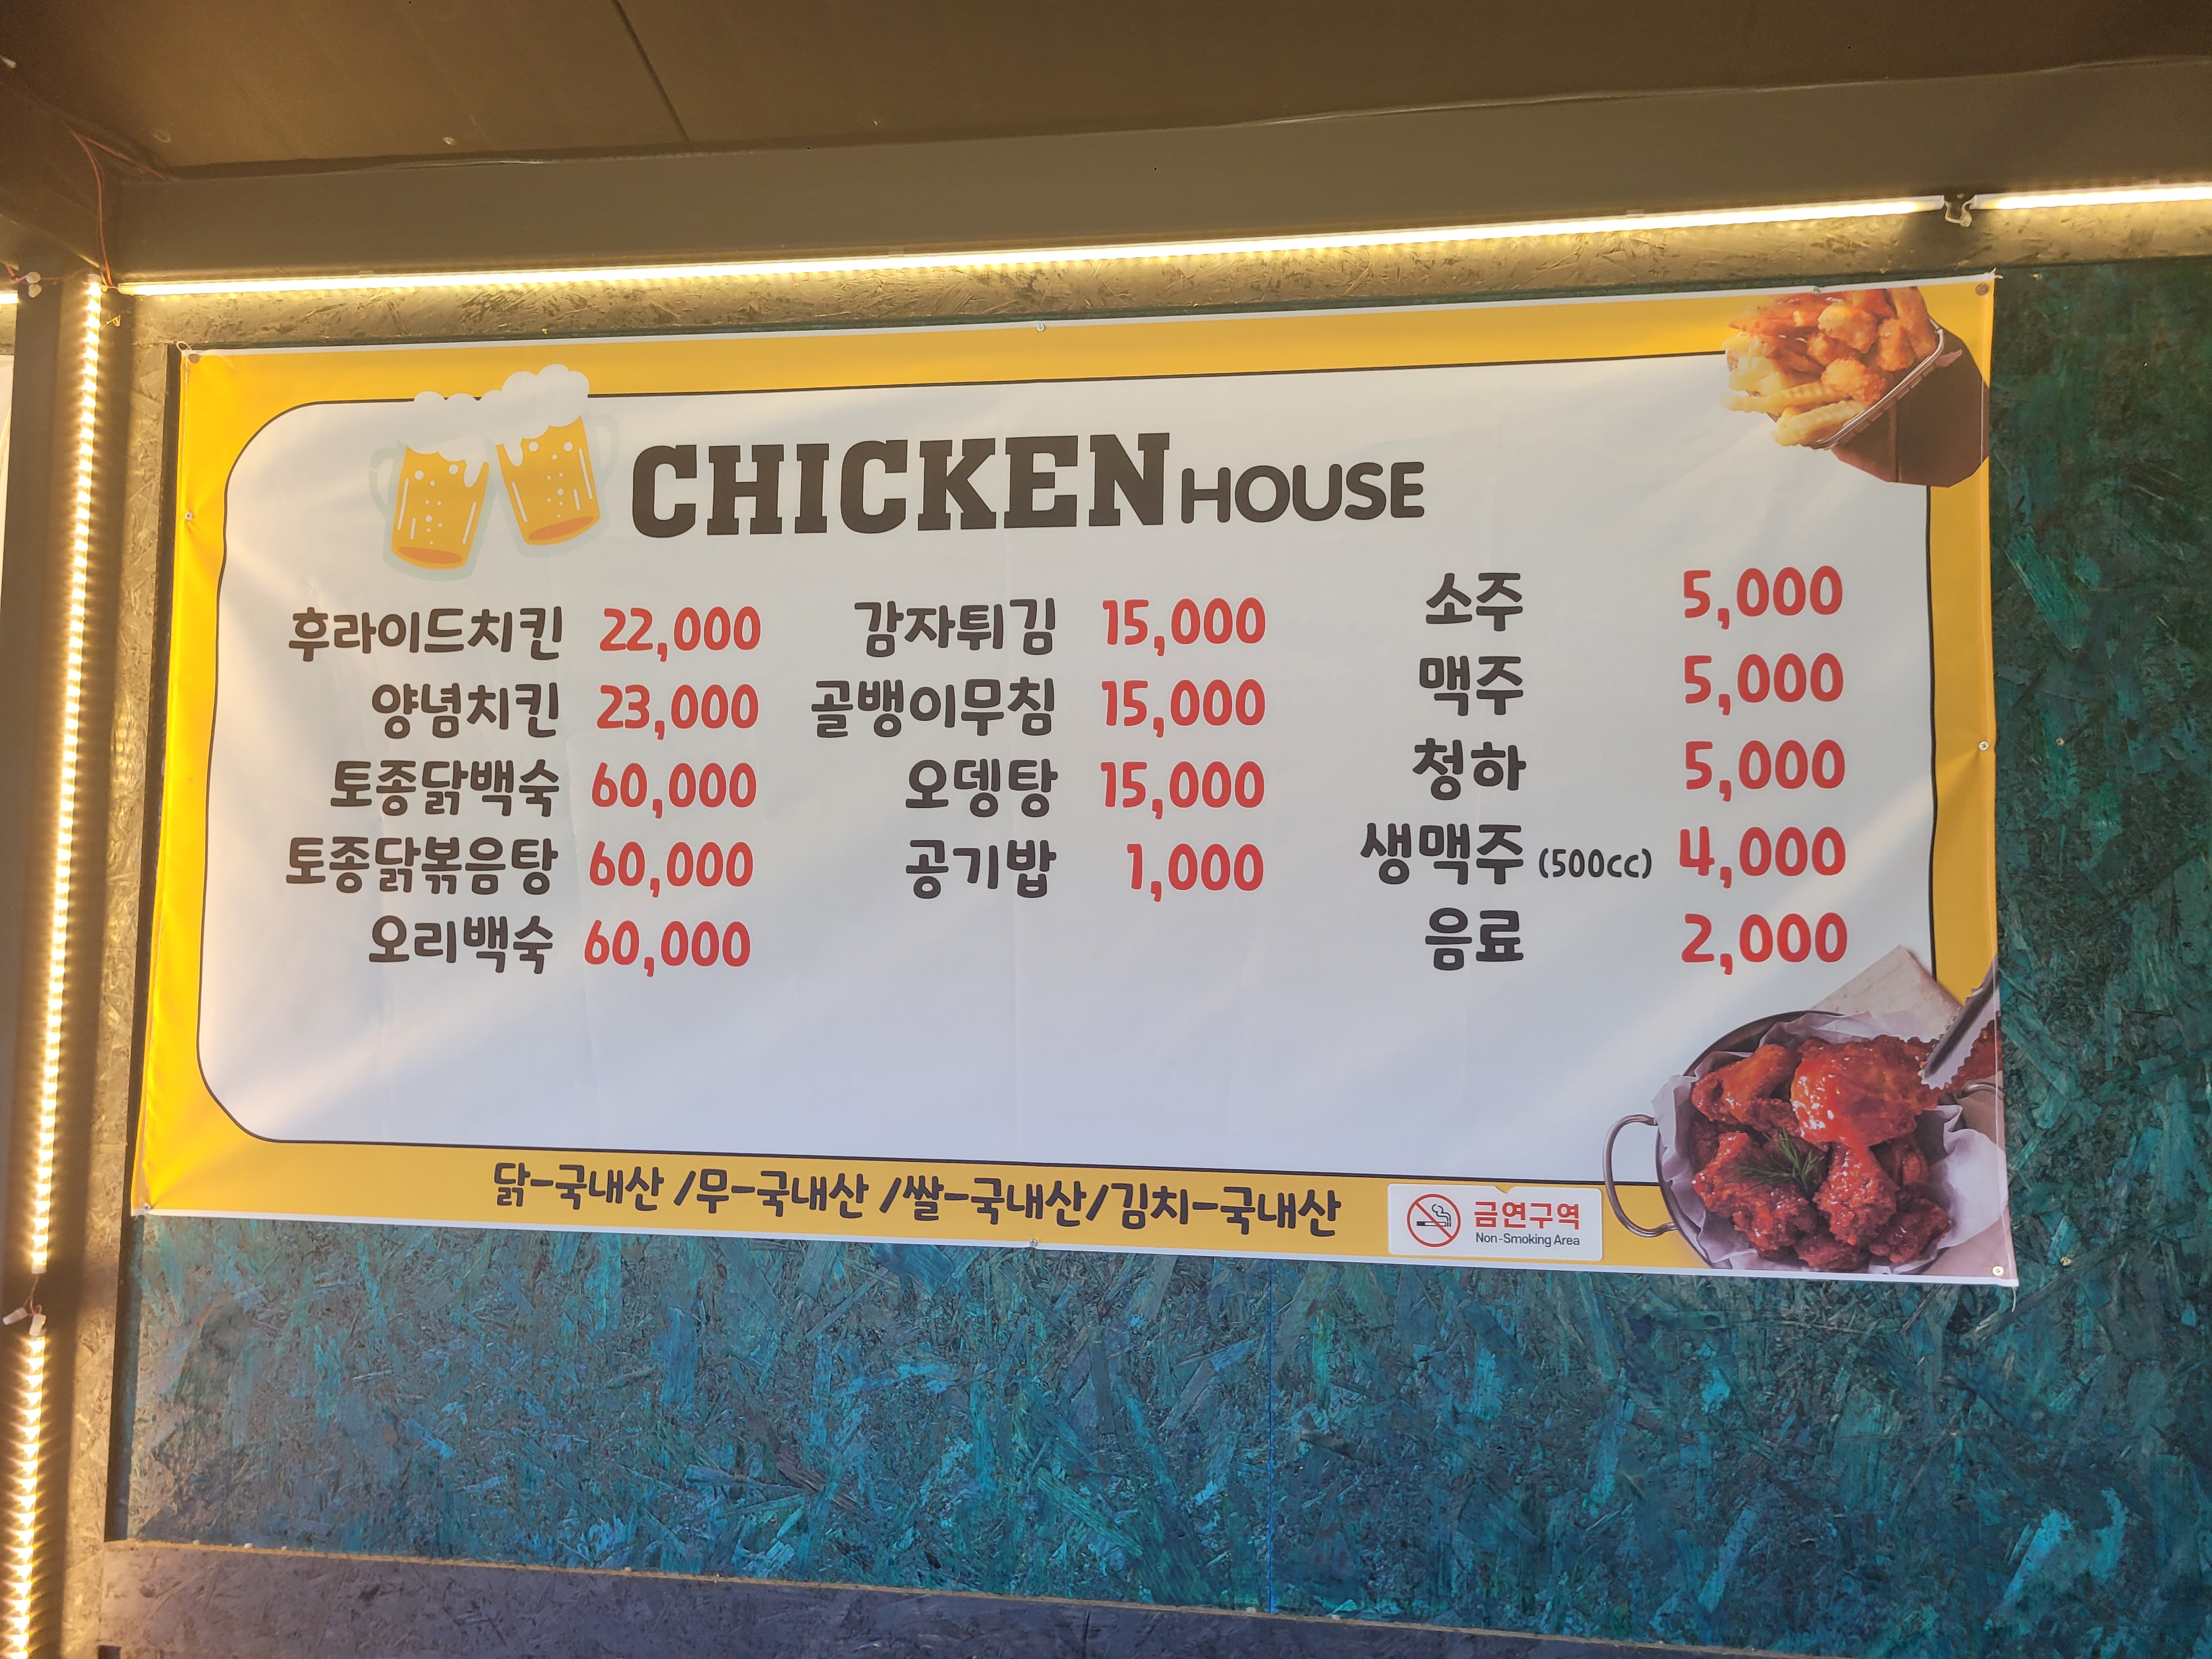 CHICKEN HOUSE
후라이드치킨 22,000
양념치킨 23,000
토종닭백숙 60,000
토종닭볶음탕 60,000
오리백숙 60,000
감자튀김 15,000
골뱅이무침 15,000
오뎅탕 15,000
공기밥 1,000
소주 5,000
맥주 5,000
청하 5,000
생맥주 (500cc) 4,000
음료 2,000
닭-국내산 /무-국내산 /쌀-국내산/김치-국내산
금연구역
Non-Smoking Area